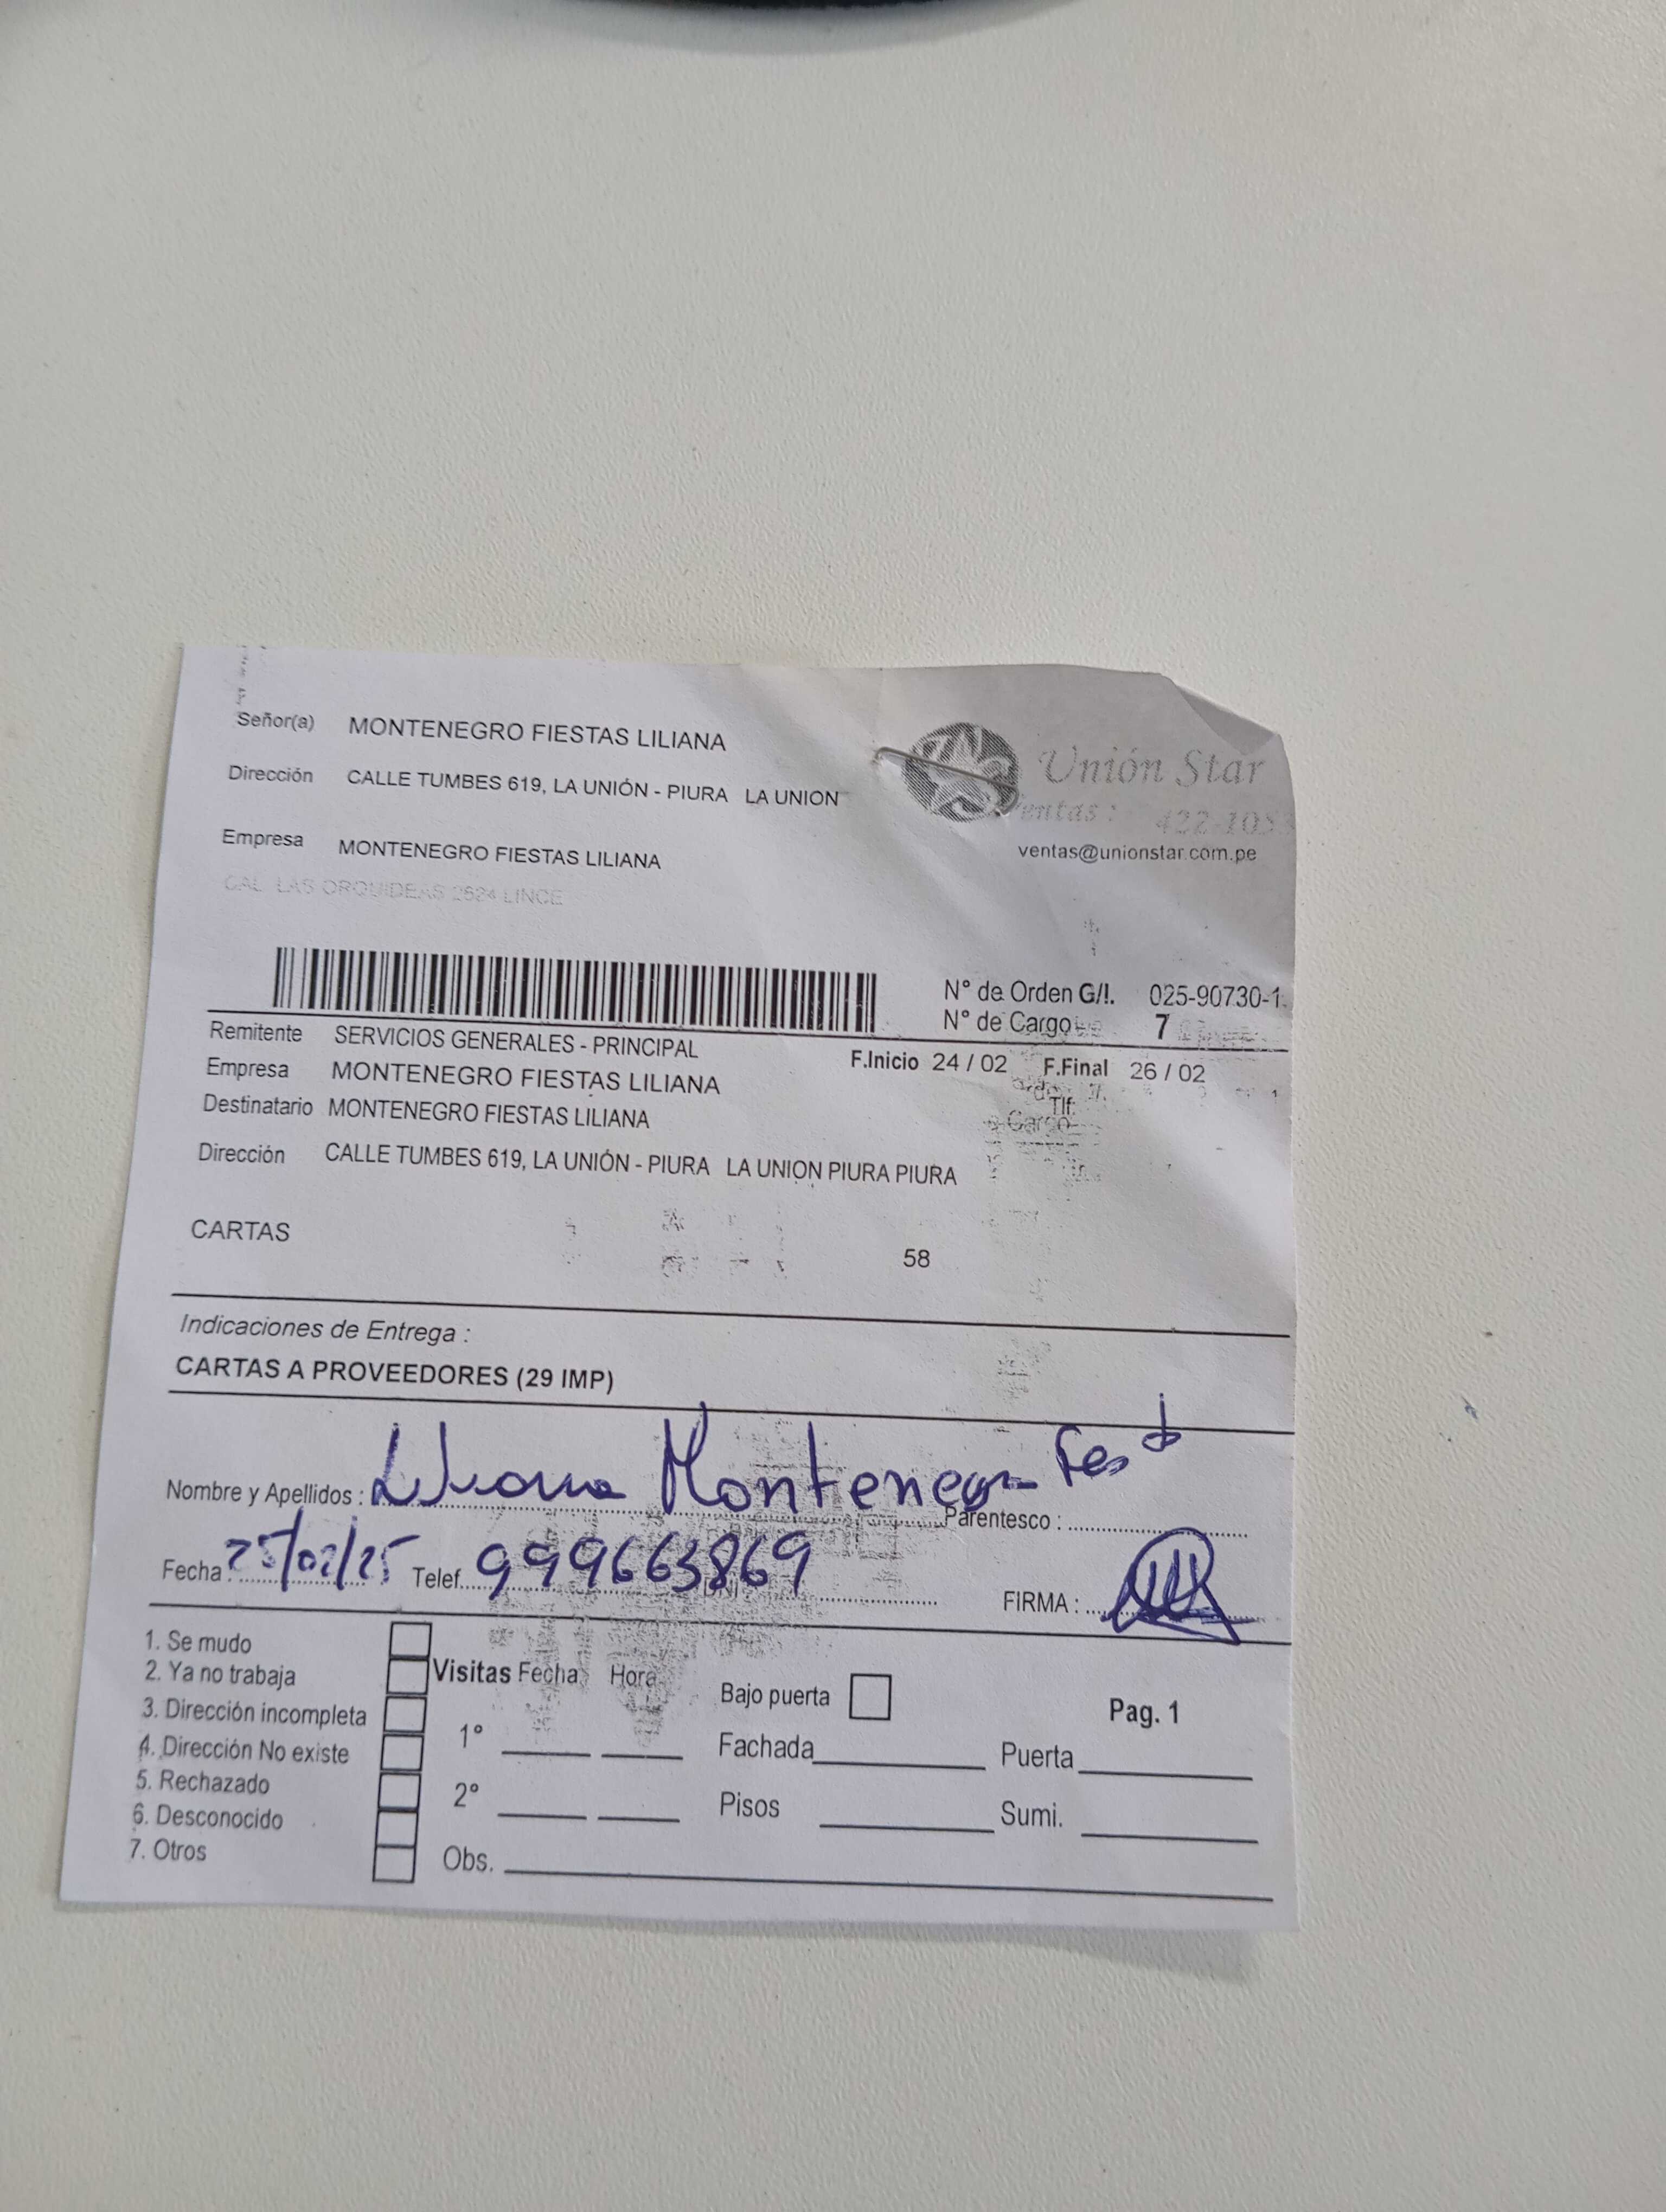 Señor(a) MONTENEGRO FIESTAS LILIANA
Dirección CALLE TUMBES 619, LA UNIÓN - PIURA LA UNION
Empresa MONTENEGRO FIESTAS LILIANA
CAL. LAS ORQUIDEAS 2624 LINCE
Unión Star
Ventas :
ventas@unionstar.com.pe
N° de Orden G/I. 025-90730-1
N° de Cargo 7
Remitente SERVICIOS GENERALES - PRINCIPAL
F.Inicio 24 / 02 F.Final 26 / 02
Empresa MONTENEGRO FIESTAS LILIANA
Tlf:
Destinatario MONTENEGRO FIESTAS LILIANA
Dirección CALLE TUMBES 619, LA UNIÓN - PIURA LA UNION PIURA PIURA
CARTAS 58
Indicaciones de Entrega :
CARTAS A PROVEEDORES (29 IMP)
Nombre y Apellidos : Liliana Montenegro
Parentesco :
Fecha : 25/02/25 Telef. 999663869 DNI FIRMA :
1. Se mudo
2. Ya no trabaja
3. Dirección incompleta
4. Dirección No existe
5. Rechazado
6. Desconocido
7. Otros
Visitas Fecha Hora
1°
2°
Obs.
Bajo puerta
Pag. 1
Fachada Puerta
Pisos Sumi.